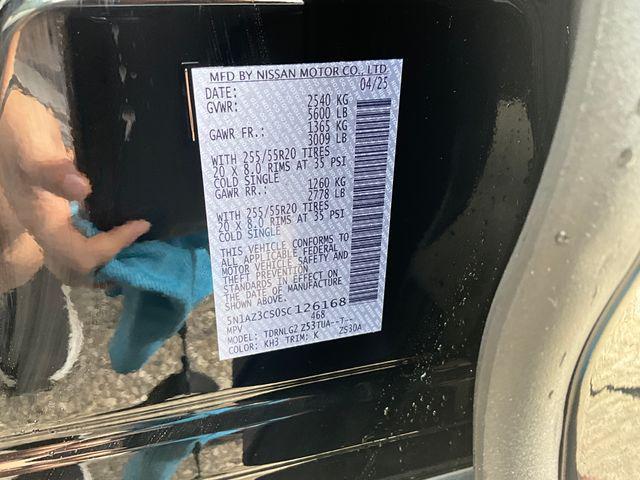 MFD BY NISSAN MOTOR CO., LTD
DATE: 04/25
GVWR: 2540 KG
5600 LB
GAWR FR.: 1365 KG
3009 LB
WITH 255/55R20 TIRES
20 X 8.0 RIMS AT 35 PSI
COLD SINGLE
GAWR RR.: 1260 KG
2778 LB
WITH 255/55R20 TIRES
20 X 8.0 RIMS AT 35 PSI
COLD SINGLE
THIS VEHICLE CONFORMS TO
ALL APPLICABLE FEDERAL
MOTOR VEHICLE SAFETY AND
THEFT PREVENTION
STANDARDS IN EFFECT ON
THE DATE OF MANUFACTURE
SHOWN ABOVE.
5N1AZ3CS0SC126168
MPV 468
MODEL: TDRNLG2 Z53TUA--T--
COLOR: KH3 TRIM: K Z53DA